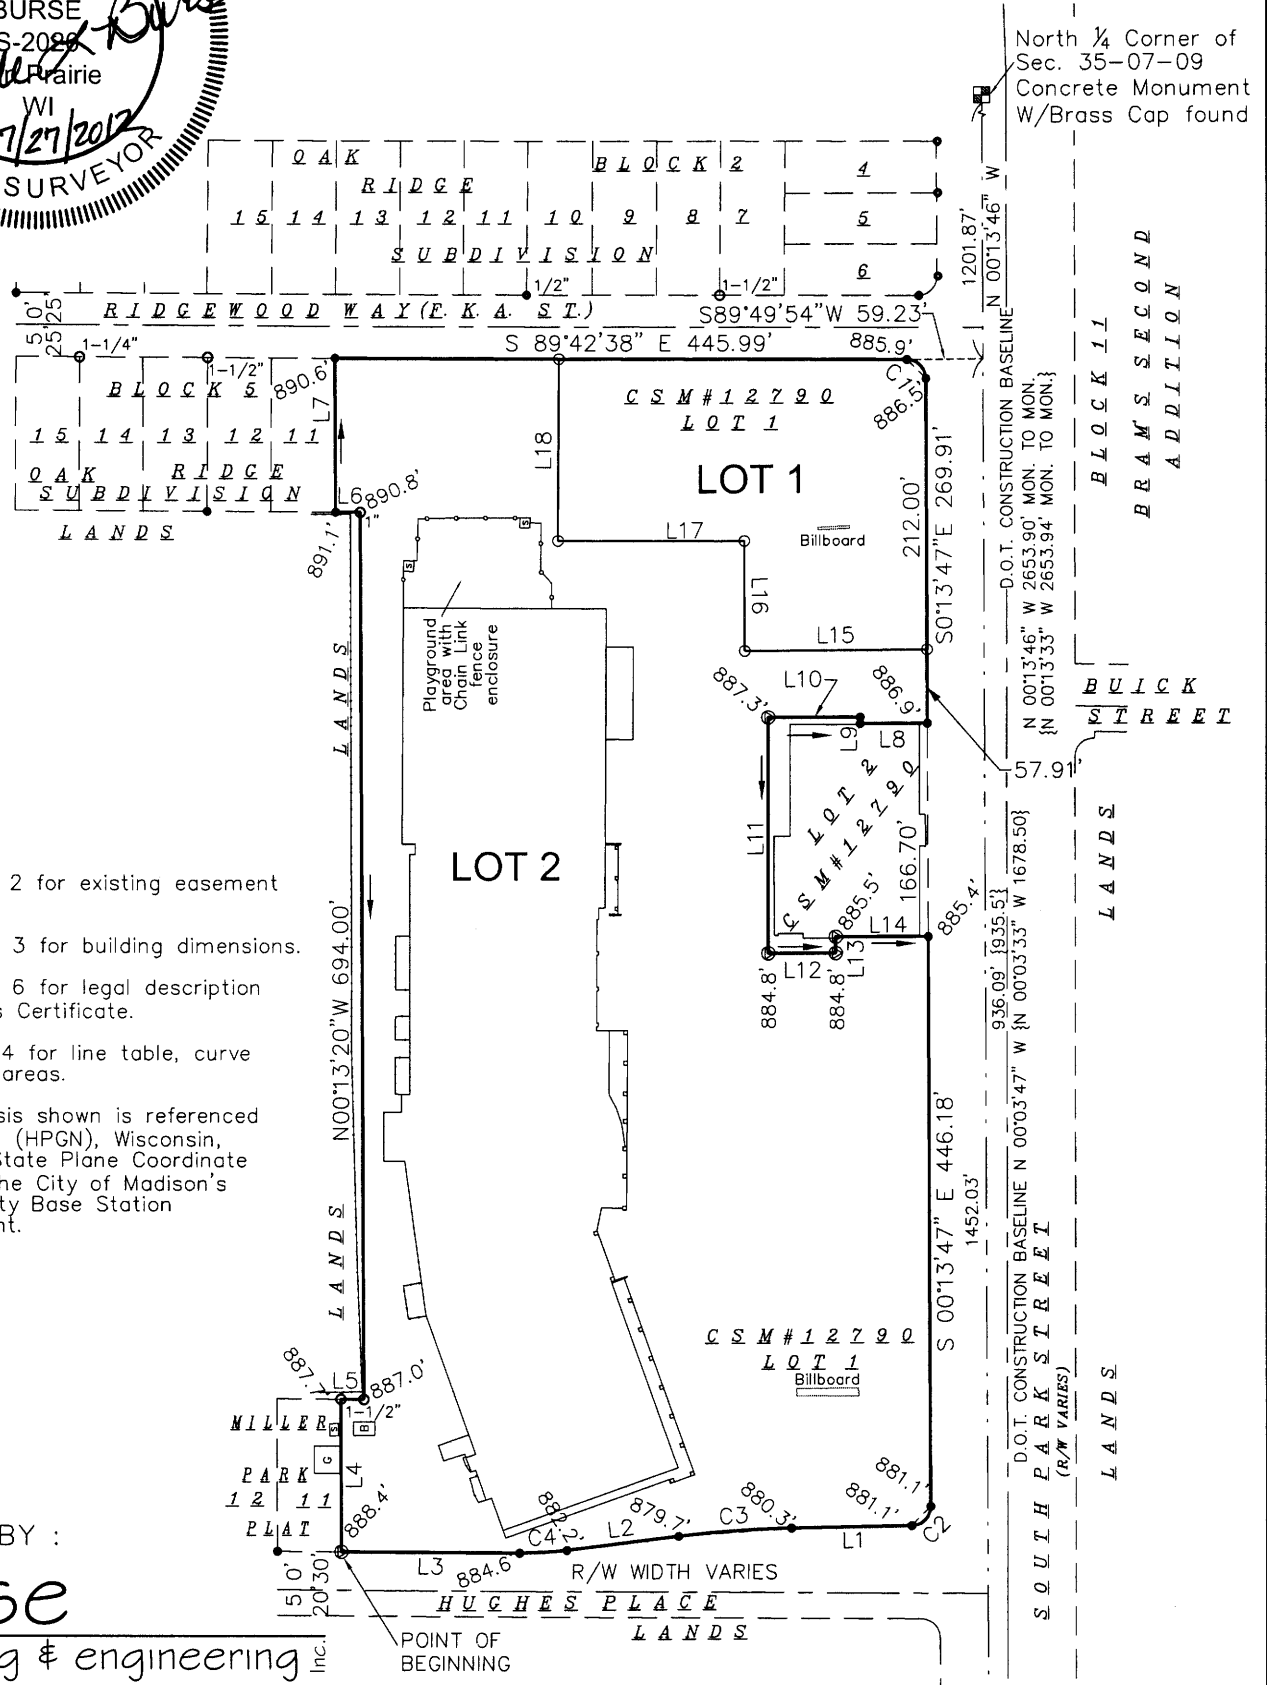 BURSE
S-2026
Prairie
WI
7/27/2012
SURVEYOR
North ¼ Corner of
Sec. 35-07-09
Concrete Monument
W/Brass Cap found
1201.87'
N 00°13'46" W
OAK
RIDGE
SUBDIVISION
BLOCK 2
15 14 13 12 11 10 9 8 7
4
5
6
1/2"
1-1/2"
RIDGEWOOD WAY (F.K.A. ST.)
S89°49'54"W 59.23'
50'
25'25'
1-1/4"
1-1/2"
S 89°42'38" E 445.99'
885.9'
890.6'
C1
886.5'
BLOCK 5
15 14 13 12 11
OAK RIDGE
SUBDIVISION
LANDS
L7
L6
890.8'
1"
891.1'
CSM#12790
LOT 1
LOT 1
L18
L17
Billboard
L16
L15
212.00'
S0°13'47"E 269.91'
D.O.T. CONSTRUCTION BASELINE
N 00°13'46" W 2653.90' MON. TO MON.
{N 00°13'33" W 2653.94' MON. TO MON.}
BLOCK 11
BRAM'S SECOND
ADDITION
S
S
Playground
area with
Chain Link
fence
enclosure
LANDS
887.3'
L10
886.9'
L9
L8
BUICK
STREET
57.91'
L11
LOT 2
CSM#12790
166.70'
LOT 2
885.5'
885.4'
L14
L12
L13
884.8'
884.8'
LANDS
936.09' {935.5'}
2 for existing easement
3 for building dimensions.
6 for legal description
s Certificate.
4 for line table, curve
areas.
sis shown is referenced
(HPGN), Wisconsin,
State Plane Coordinate
he City of Madison's
ty Base Station
nt.
N00°13'20"W 694.00'
LANDS
S 00°13'47" E 446.18'
1452.03'
D.O.T. CONSTRUCTION BASELINE N 00°03'47" W {N 00°03'33" W 1678.50}
SOUTH PARK STREET
(R/W VARIES)
LANDS
CSM#12790
LOT 1
Billboard
887.7'
L5
887.0'
1-1/2"
MILLER
PARK
12 11
PLAT
S
B
G
L4
888.4'
881.1'
881.1'
C2
L1
880.3'
C3
879.7'
L2
882.2'
C4
884.6
L3
R/W WIDTH VARIES
50'
20'30'
HUGHES PLACE
LANDS
POINT OF
BEGINNING
BY :
se
g & engineering Inc.